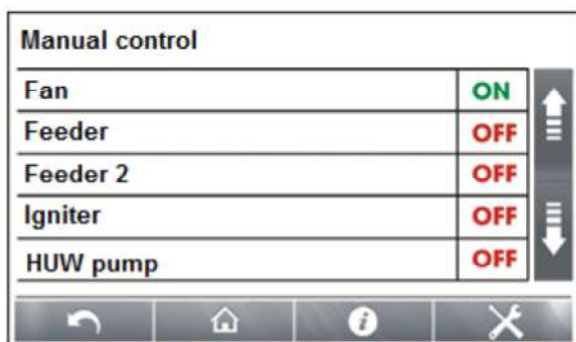 Manual control
Fan ON
Feeder OFF
Feeder 2 OFF
Igniter OFF
HUW pump OFF
i